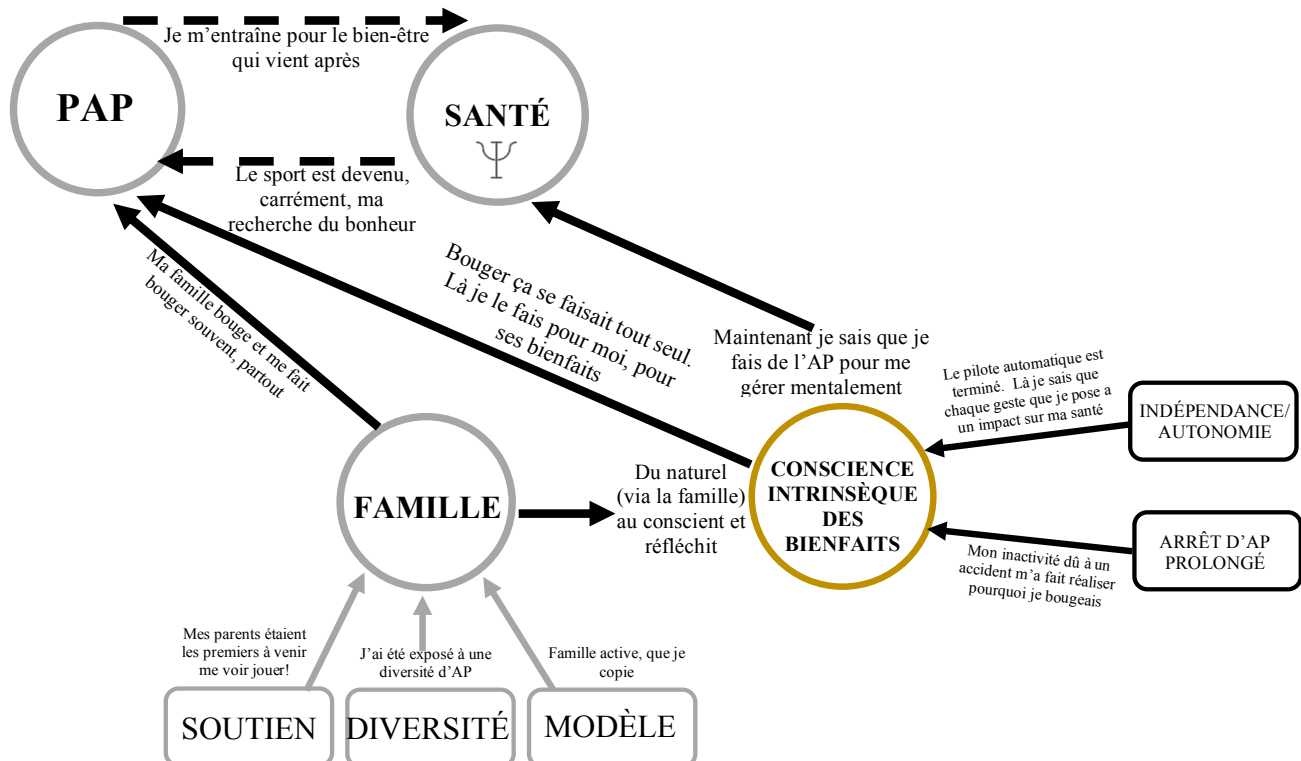 Je m’entraîne pour le bien-être
qui vient après
PAP
SANTÉ
Ψ
Le sport est devenu,
carrément, ma
recherche du bonheur
Ma famille bouge et me fait
bouger souvent, partout
Bouger ça se faisait tout seul.
Là je le fais pour moi, pour
ses bienfaits
Maintenant je sais que je
fais de l’AP pour me
gérer mentalement
Le pilote automatique est
terminé. Là je sais que
chaque geste que je pose a
un impact sur ma santé
INDÉPENDANCE/
AUTONOMIE
FAMILLE
Du naturel
(via la famille)
au conscient et
réfléchit
CONSCIENCE
INTRINSÈQUE
DES
BIENFAITS
ARRÊT D’AP
PROLONGÉ
Mon inactivité dû à un
accident m’a fait réaliser
pourquoi je bougeais
Mes parents étaient
les premiers à venir
me voir jouer!
J’ai été exposé à une
diversité d’AP
Famille active, que je
copie
SOUTIEN
DIVERSITÉ
MODÈLE